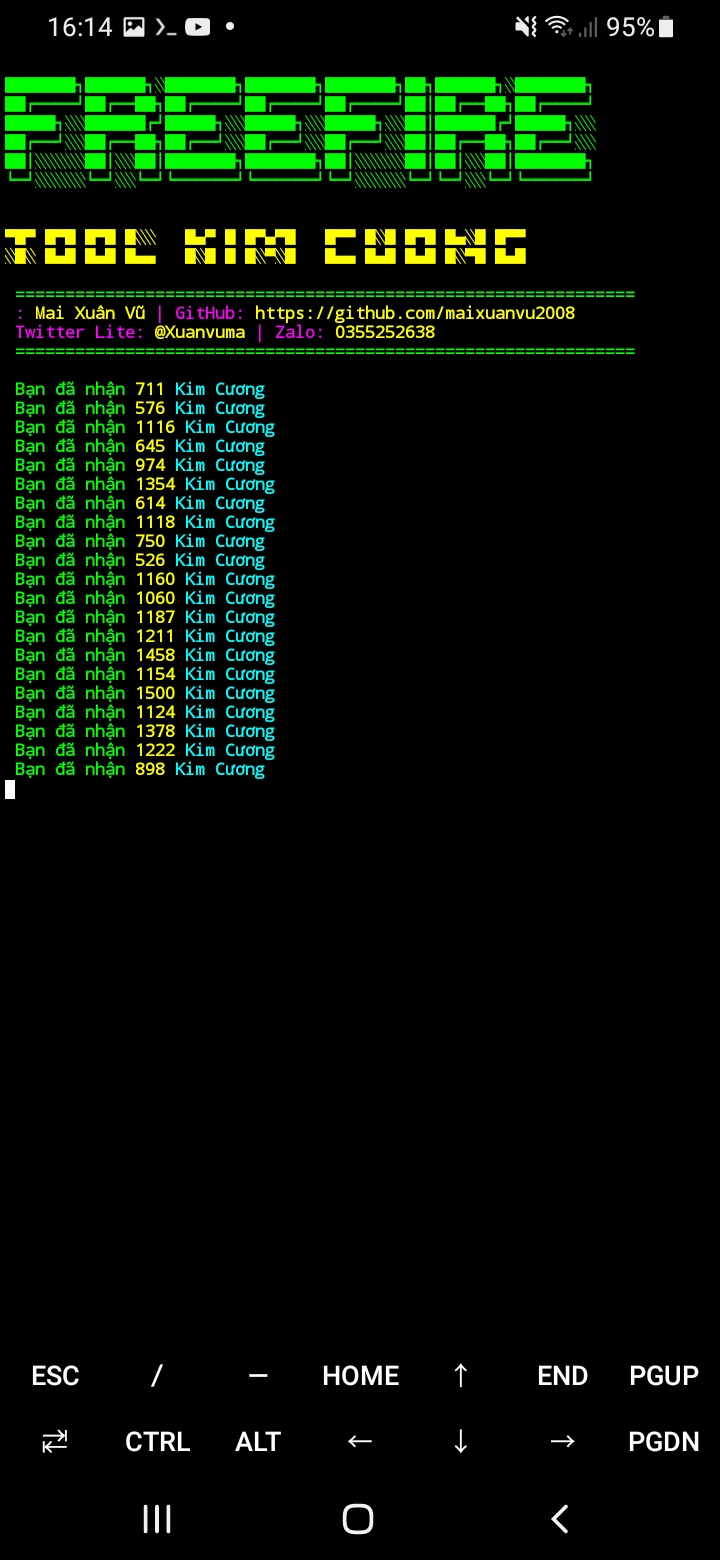 16:14 95%
FREEFIRE
TOOL KIM CUONG
==============================================================
: Mai Xuân Vũ | GitHub: https://github.com/maixuanvu2008
Twitter Lite: @Xuanvuma | Zalo: 0355252638
==============================================================
Bạn đã nhận 711 Kim Cương
Bạn đã nhận 576 Kim Cương
Bạn đã nhận 1116 Kim Cương
Bạn đã nhận 645 Kim Cương
Bạn đã nhận 974 Kim Cương
Bạn đã nhận 1354 Kim Cương
Bạn đã nhận 614 Kim Cương
Bạn đã nhận 1118 Kim Cương
Bạn đã nhận 750 Kim Cương
Bạn đã nhận 526 Kim Cương
Bạn đã nhận 1160 Kim Cương
Bạn đã nhận 1060 Kim Cương
Bạn đã nhận 1187 Kim Cương
Bạn đã nhận 1211 Kim Cương
Bạn đã nhận 1458 Kim Cương
Bạn đã nhận 1154 Kim Cương
Bạn đã nhận 1500 Kim Cương
Bạn đã nhận 1124 Kim Cương
Bạn đã nhận 1378 Kim Cương
Bạn đã nhận 1222 Kim Cương
Bạn đã nhận 898 Kim Cương
ESC / — HOME ↑ END PGUP
⇄ CTRL ALT ← ↓ → PGDN